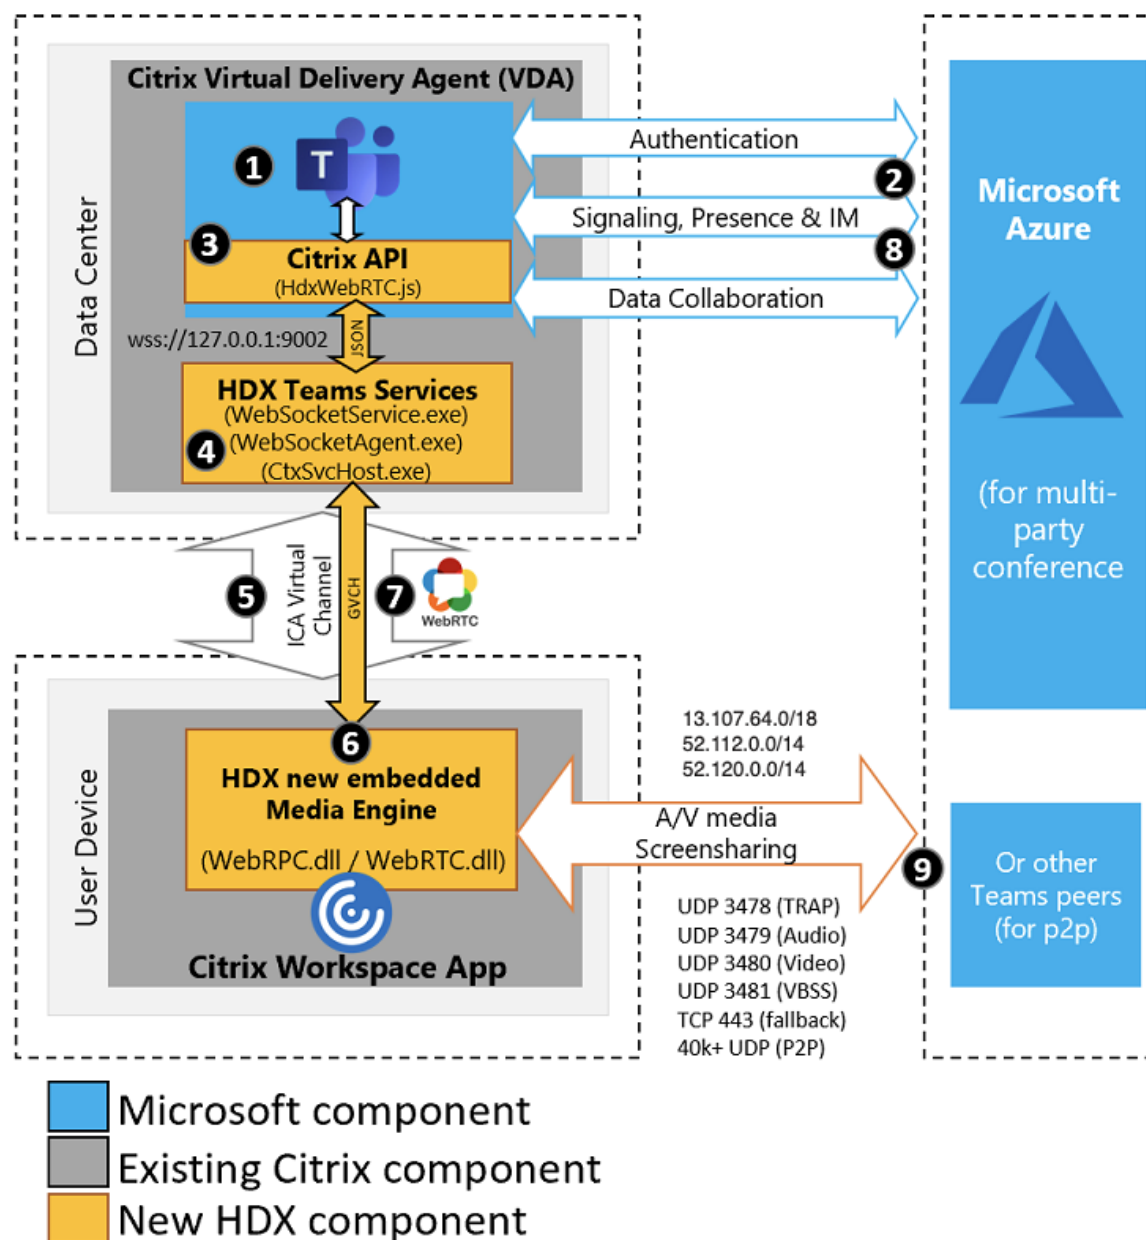 Citrix Virtual Delivery Agent (VDA)
Data Center
1
T
Authentication
2
Signaling, Presence & IM
8
Data Collaboration
Microsoft
Azure
(for multi-
party
conference
3
Citrix API
(HdxWebRTC.js)
wss://127.0.0.1:9002
JSON
HDX Teams Services
(WebSocketService.exe)
4
(WebSocketAgent.exe)
(CtxSvcHost.exe)
5
ICA Virtual
Channel
GVCH
7
WebRTC
User Device
6
HDX new embedded
Media Engine
(WebRPC.dll / WebRTC.dll)
Citrix Workspace App
13.107.64.0/18
52.112.0.0/14
52.120.0.0/14
A/V media
Screensharing
9
UDP 3478 (TRAP)
UDP 3479 (Audio)
UDP 3480 (Video)
UDP 3481 (VBSS)
TCP 443 (fallback)
40k+ UDP (P2P)
Or other
Teams peers
(for p2p)
Microsoft component
Existing Citrix component
New HDX component